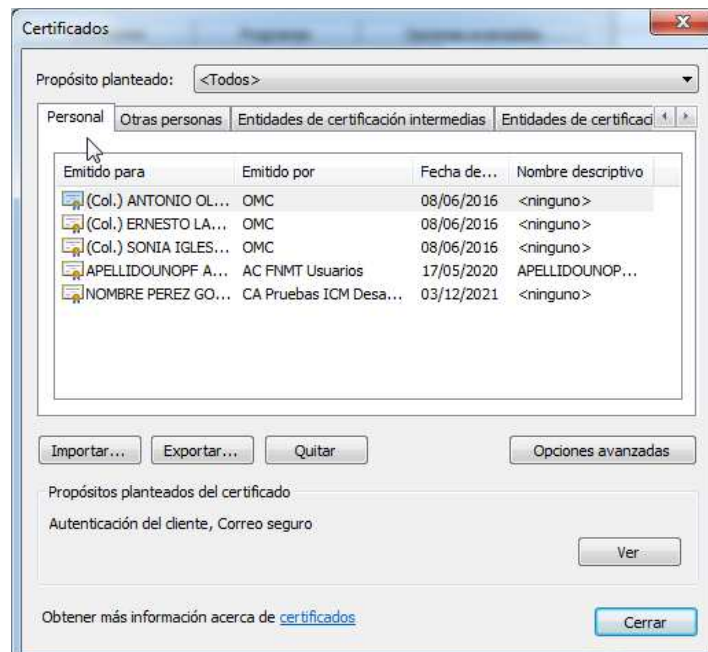 Certificados
Propósito planteado: <Todos>
Personal Otras personas Entidades de certificación intermedias Entidades de certificaci
Emitido para Emitido por Fecha de... Nombre descriptivo
(Col.) ANTONIO OL... OMC 08/06/2016 <ninguno>
(Col.) ERNESTO LA... OMC 08/06/2016 <ninguno>
(Col.) SONIA IGLES... OMC 08/06/2016 <ninguno>
APELLIDOUNOPF A... AC FNMT Usuarios 17/05/2020 APELLIDOUNOP...
NOMBRE PEREZ GO... CA Pruebas ICM Desa... 03/12/2021 <ninguno>
Importar... Exportar... Quitar Opciones avanzadas
Propósitos planteados del certificado
Autenticación del cliente, Correo seguro
Ver
Obtener más información acerca de certificados
Cerrar